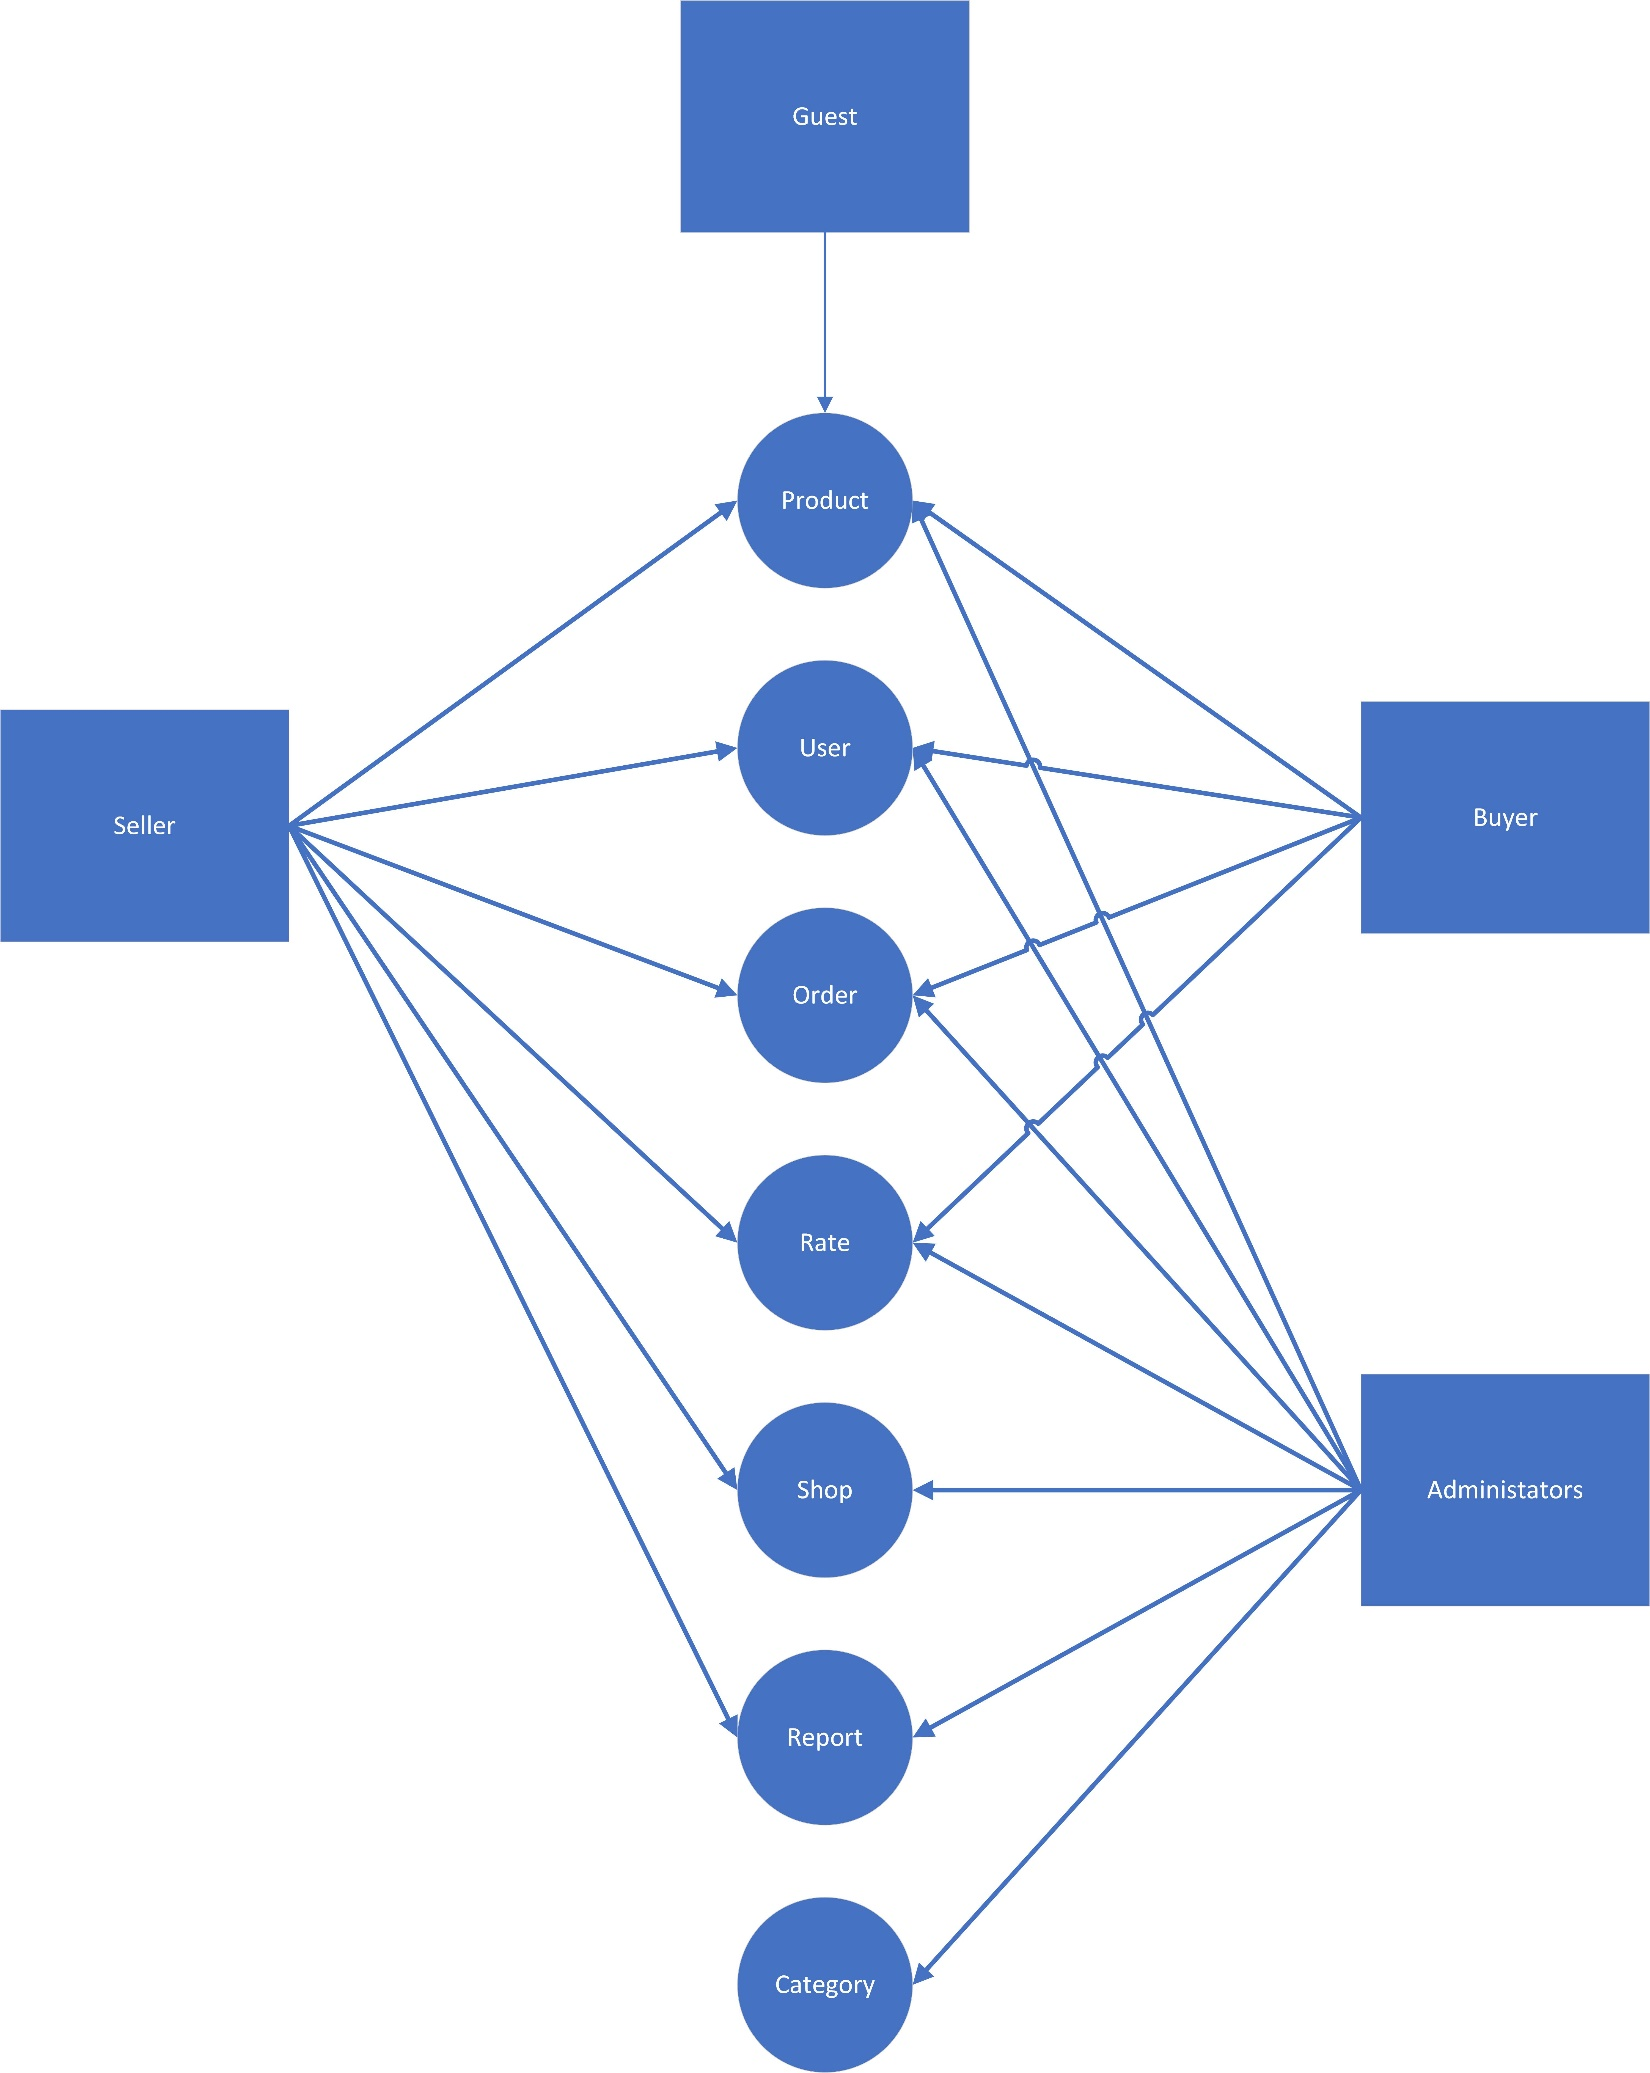 Guest
Product
User
Seller
Buyer
Order
Rate
Shop
Administators
Report
Category